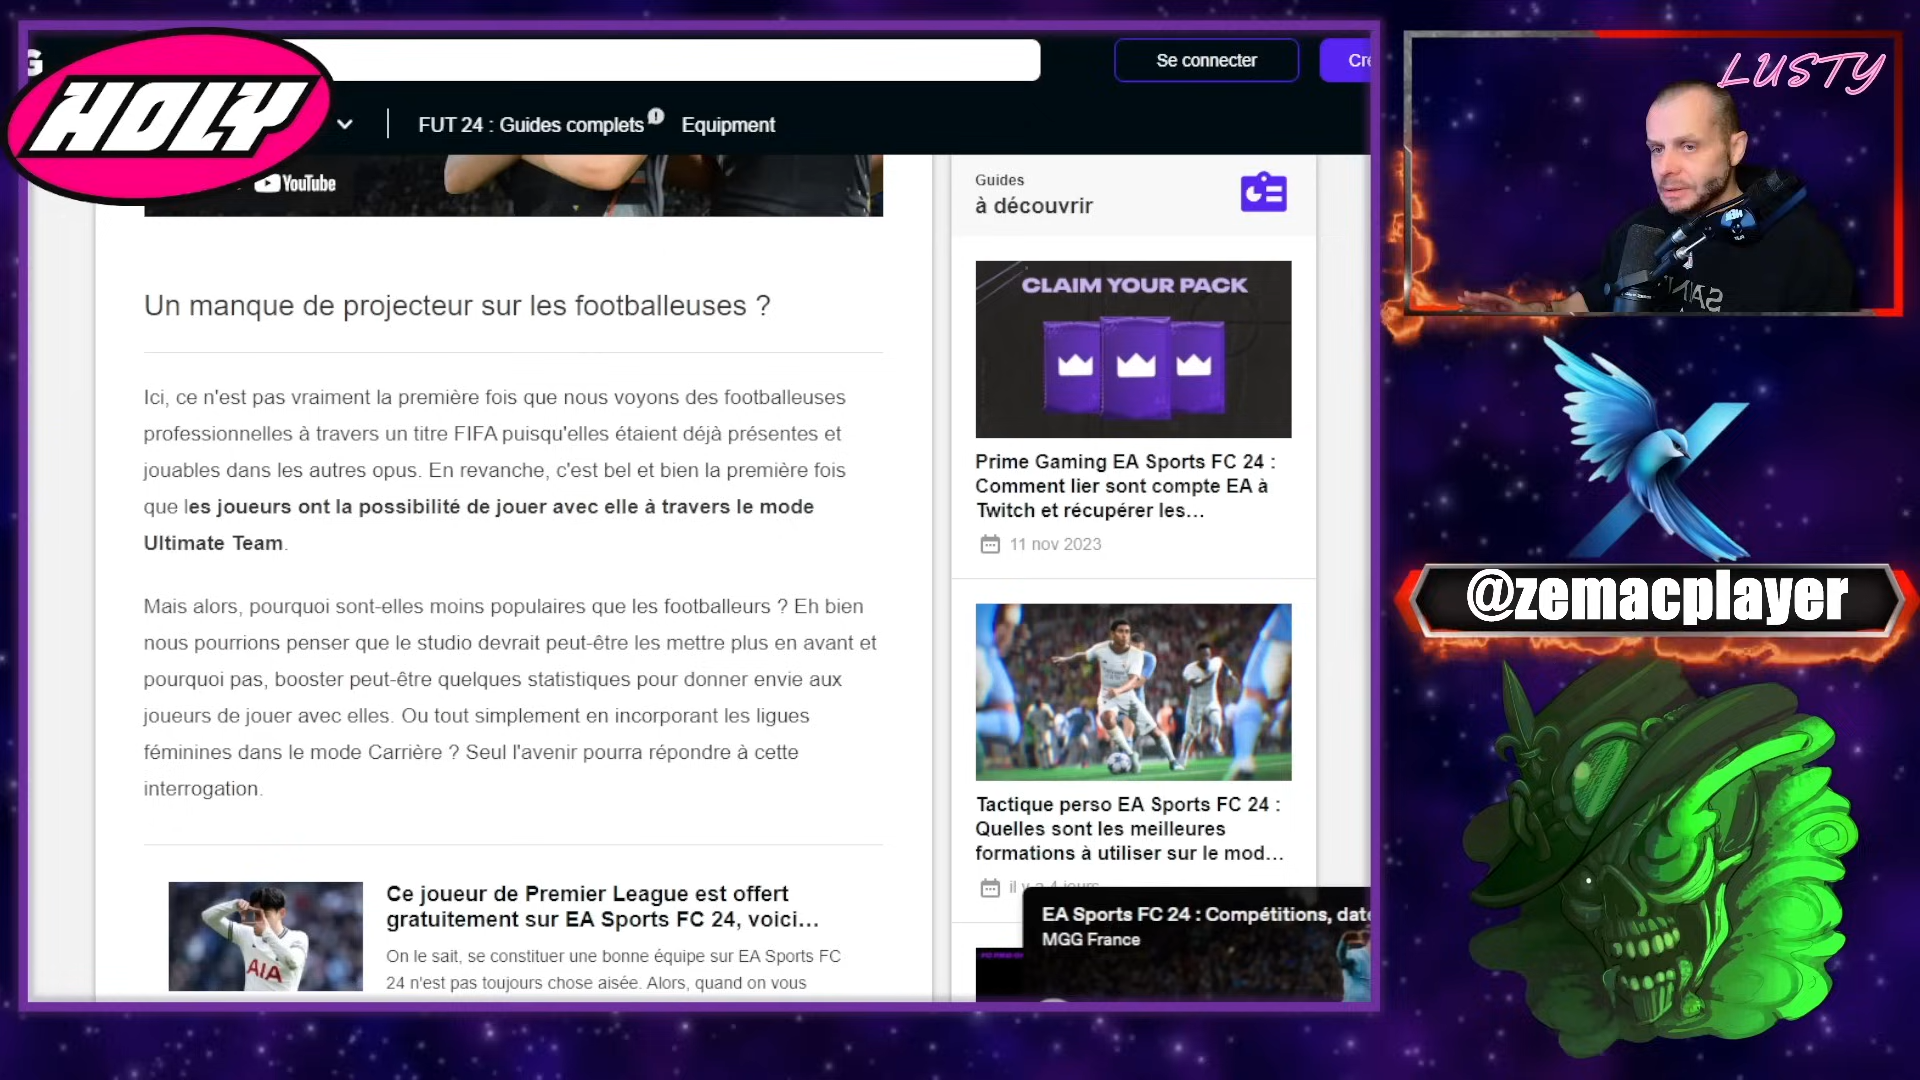 G
HOLY
Se connecter
Cré
FUT 24 : Guides complets
Equipment
YouTube
Guides
à découvrir
CLAIM YOUR PACK
Un manque de projecteur sur les footballeuses ?
Ici, ce n'est pas vraiment la première fois que nous voyons des footballeuses
professionnelles à travers un titre FIFA puisqu'elles étaient déjà présentes et
jouables dans les autres opus. En revanche, c'est bel et bien la première fois
que les joueurs ont la possibilité de jouer avec elle à travers le mode
Ultimate Team.
Mais alors, pourquoi sont-elles moins populaires que les footballeurs ? Eh bien
nous pourrions penser que le studio devrait peut-être les mettre plus en avant et
pourquoi pas, booster peut-être quelques statistiques pour donner envie aux
joueurs de jouer avec elles. Ou tout simplement en incorporant les ligues
féminines dans le mode Carrière ? Seul l'avenir pourra répondre à cette
interrogation.
AIA
Ce joueur de Premier League est offert
gratuitement sur EA Sports FC 24, voici...
On le sait, se constituer une bonne équipe sur EA Sports FC
24 n'est pas toujours chose aisée. Alors, quand on vous
Prime Gaming EA Sports FC 24 :
Comment lier sont compte EA à
Twitch et récupérer les...
11 nov 2023
Tactique perso EA Sports FC 24 :
Quelles sont les meilleures
formations à utiliser sur le mod...
il y a 4 jours
EA Sports FC 24 : Compétitions, date
MGG France
LUSTY
@zemacplayer